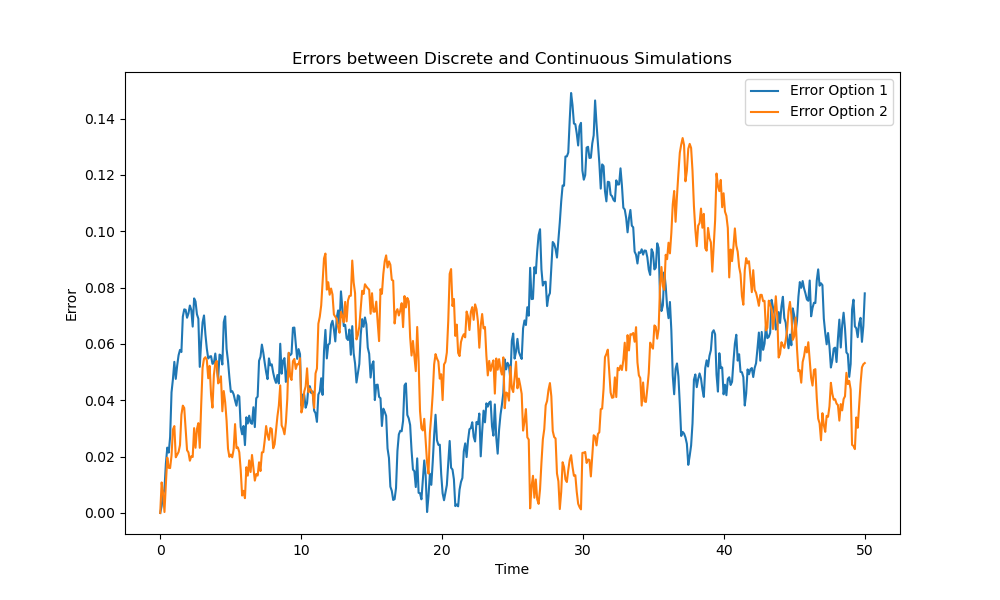 Errors between Discrete and Continuous Simulations
Error Option 1
Error Option 2
Error
0.14
0.12
0.10
0.08
0.06
0.04
0.02
0.00
0
10
20
30
40
50
Time